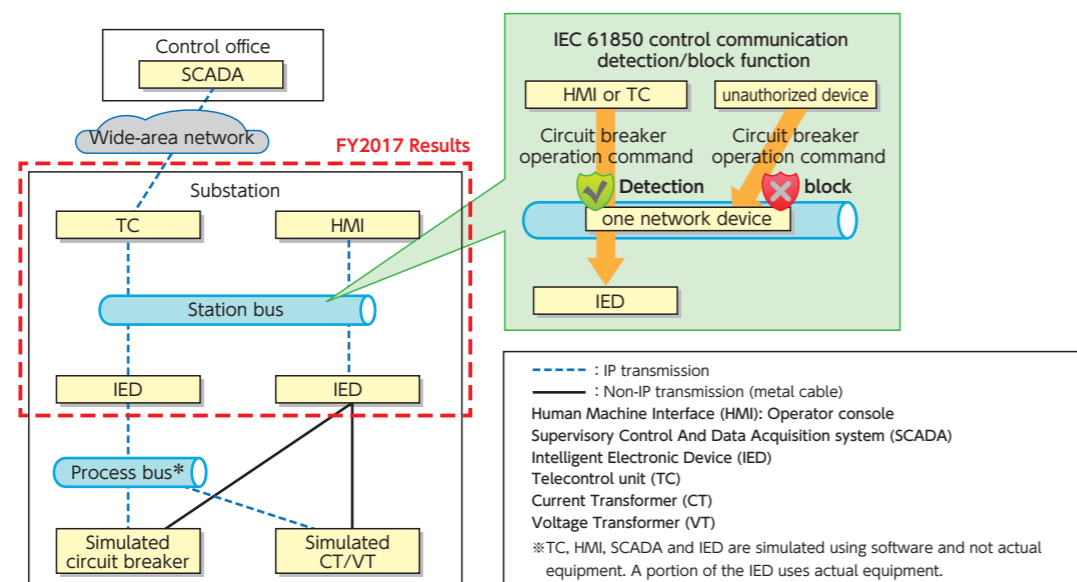 Control office
SCADA
Wide-area network
FY2017 Results
Substation
TC
HMI
Station bus
IED
IED
Process bus*
Simulated
circuit breaker
Simulated
CT/VT
IEC 61850 control communication
detection/block function
HMI or TC
unauthorized device
Circuit breaker
operation command
Circuit breaker
operation command
Detection
block
one network device
IED
: IP transmission
: Non-IP transmission (metal cable)
Human Machine Interface (HMI): Operator console
Supervisory Control And Data Acquisition system (SCADA)
Intelligent Electronic Device (IED)
Telecontrol unit (TC)
Current Transformer (CT)
Voltage Transformer (VT)
※TC, HMI, SCADA and IED are simulated using software and not actual
equipment. A portion of the IED uses actual equipment.